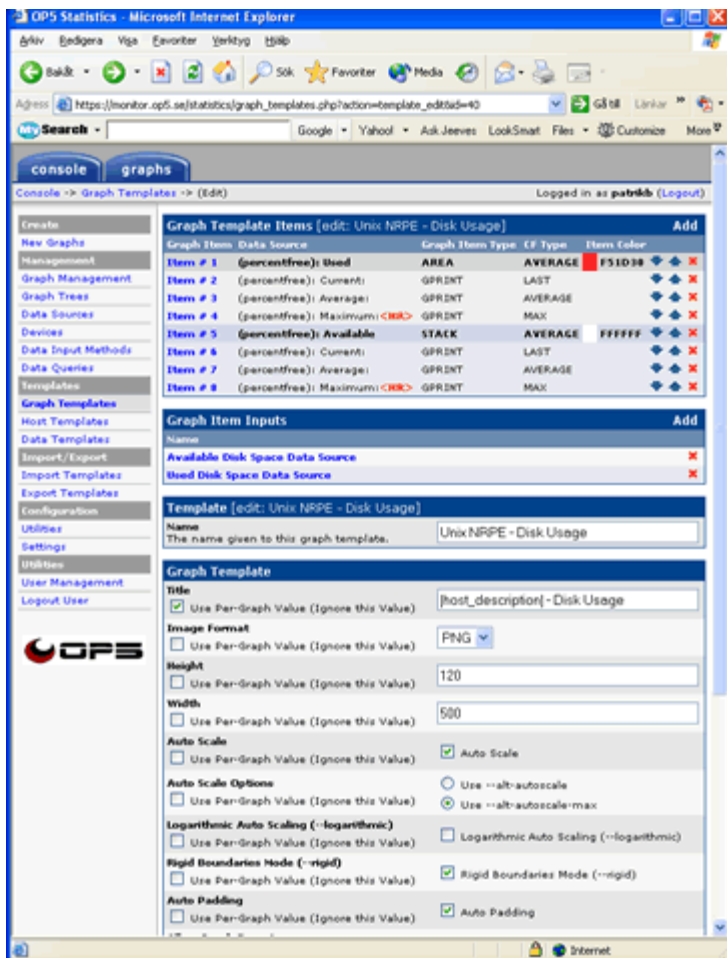 OP5 Statistics - Microsoft Internet Explorer
Arkiv Redigera Visa Favoriter Verktyg Hjälp
Bakåt Sök Favoriter Media
Adress https://monitor.op5.se/statistics/graph_templates.php?action=template_edit&id=40 Gå till Länkar »
My Search Google Yahoo! Ask Jeeves LookSmart Files Customize More
console graphs
Console -> Graph Templates -> (Edit) Logged in as patrikb (Logout)
Create
New Graphs
Management
Graph Management
Graph Trees
Data Sources
Devices
Data Input Methods
Data Queries
Templates
Graph Templates
Host Templates
Data Templates
Import/Export
Import Templates
Export Templates
Configuration
Utilities
Settings
Utilities
User Management
Logout User
OP5
Graph Template Items [edit: Unix NRPE - Disk Usage] Add
Graph Item Data Source Graph Item Type CF Type Item Color
Item # 1 (percentfree): Used AREA AVERAGE F51D30
Item # 2 (percentfree): Current: GPRINT LAST
Item # 3 (percentfree): Average: GPRINT AVERAGE
Item # 4 (percentfree): Maximum:<HR> GPRINT MAX
Item # 5 (percentfree): Available STACK AVERAGE FFFFFF
Item # 6 (percentfree): Current: GPRINT LAST
Item # 7 (percentfree): Average: GPRINT AVERAGE
Item # 8 (percentfree): Maximum:<HR> GPRINT MAX
Graph Item Inputs Add
Name
Available Disk Space Data Source
Used Disk Space Data Source
Template [edit: Unix NRPE - Disk Usage]
Name
The name given to this graph template. Unix NRPE - Disk Usage
Graph Template
Title
Use Per-Graph Value (Ignore this Value) |host_description| - Disk Usage
Image Format
Use Per-Graph Value (Ignore this Value) PNG
Height
Use Per-Graph Value (Ignore this Value) 120
Width
Use Per-Graph Value (Ignore this Value) 500
Auto Scale
Use Per-Graph Value (Ignore this Value) Auto Scale
Auto Scale Options
Use Per-Graph Value (Ignore this Value)
Use --alt-autoscale
Use --alt-autoscale-max
Logarithmic Auto Scaling (--logarithmic)
Use Per-Graph Value (Ignore this Value) Logarithmic Auto Scaling (--logarithmic)
Rigid Boundaries Mode (--rigid)
Use Per-Graph Value (Ignore this Value) Rigid Boundaries Mode (--rigid)
Auto Padding
Use Per-Graph Value (Ignore this Value) Auto Padding
Internet